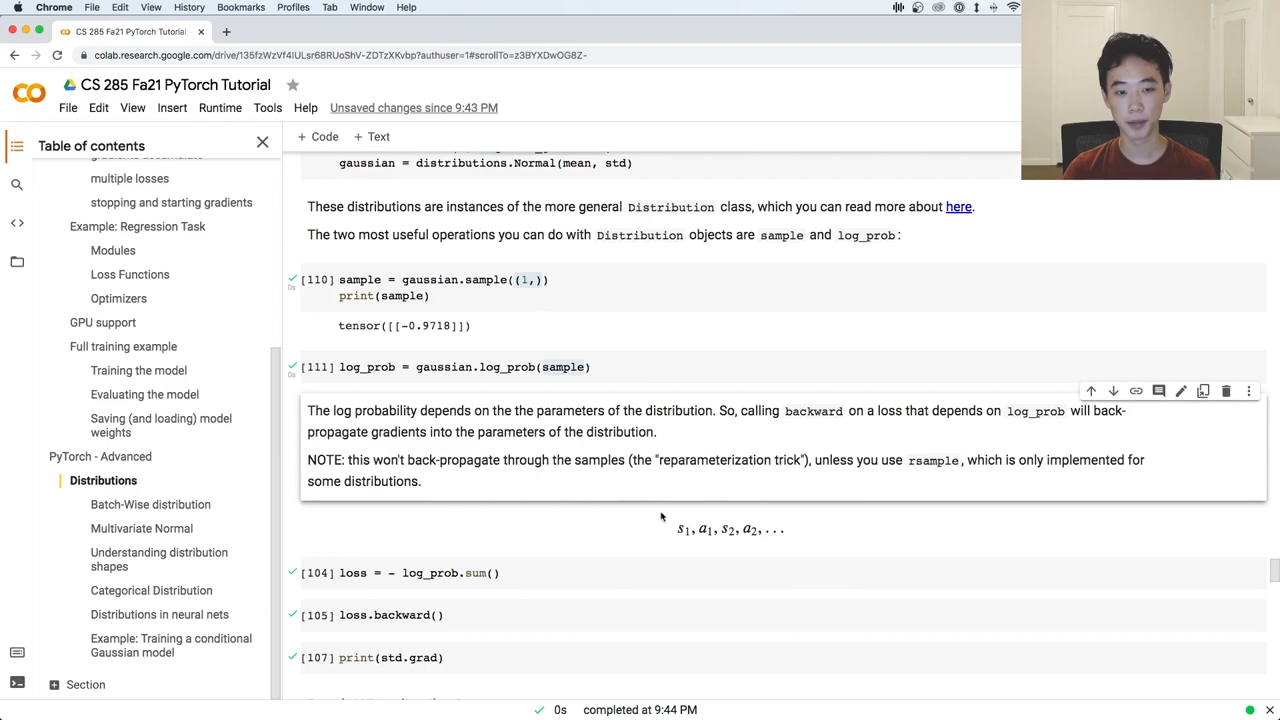 Chrome File Edit View History Bookmarks Profiles Tab Window Help
CS 285 Fa21 PyTorch Tutorial -
colab.research.google.com/drive/135fzWzVf4IULsr68RUoShV-ZDTzXKvbp?authuser=1#scrollTo=z3BYXDwOG8Z-
CS 285 Fa21 PyTorch Tutorial
File Edit View Insert Runtime Tools Help Unsaved changes since 9:43 PM
Table of contents
+ Code + Text
multiple losses
stopping and starting gradients
Example: Regression Task
Modules
Loss Functions
Optimizers
GPU support
Full training example
Training the model
Evaluating the model
Saving (and loading) model
weights
PyTorch - Advanced
Distributions
Batch-Wise distribution
Multivariate Normal
Understanding distribution
shapes
Categorical Distribution
Distributions in neural nets
Example: Training a conditional
Gaussian model
Section
gaussian = distributions.Normal(mean, std)
These distributions are instances of the more general Distribution class, which you can read more about here.
The two most useful operations you can do with Distribution objects are sample and log_prob:
[110] sample = gaussian.sample((1,))
print(sample)
0s
tensor([[-0.9718]])
[111] log_prob = gaussian.log_prob(sample)
0s
The log probability depends on the the parameters of the distribution. So, calling backward on a loss that depends on log_prob will back-
propagate gradients into the parameters of the distribution.
NOTE: this won't back-propagate through the samples (the "reparameterization trick"), unless you use rsample, which is only implemented for
some distributions.
s1, a1, s2, a2, . . .
[104] loss = - log_prob.sum()
[105] loss.backward()
[107] print(std.grad)
0s completed at 9:44 PM